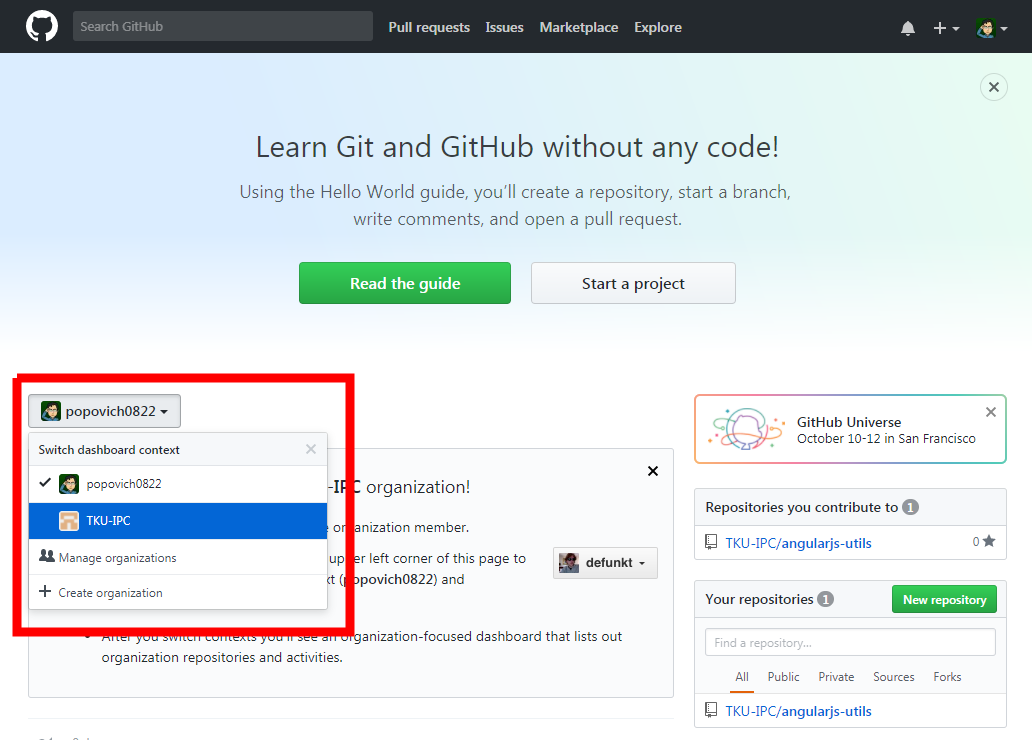 Search GitHub
Pull requests
Issues
Marketplace
Explore
Learn Git and GitHub without any code!
Using the Hello World guide, you’ll create a repository, start a branch,
write comments, and open a pull request.
Read the guide
Start a project
popovich0822
Switch dashboard context
popovich0822
TKU-IPC
Manage organizations
Create organization
-IPC organization!
organization member.
upper left corner of this page to
(popovich0822) and
defunkt
After you switch contexts you'll see an organization-focused dashboard that lists out
organization repositories and activities.
GitHub Universe
October 10-12 in San Francisco
Repositories you contribute to 1
TKU-IPC/angularjs-utils 0
Your repositories 1
New repository
Find a repository...
All Public Private Sources Forks
TKU-IPC/angularjs-utils